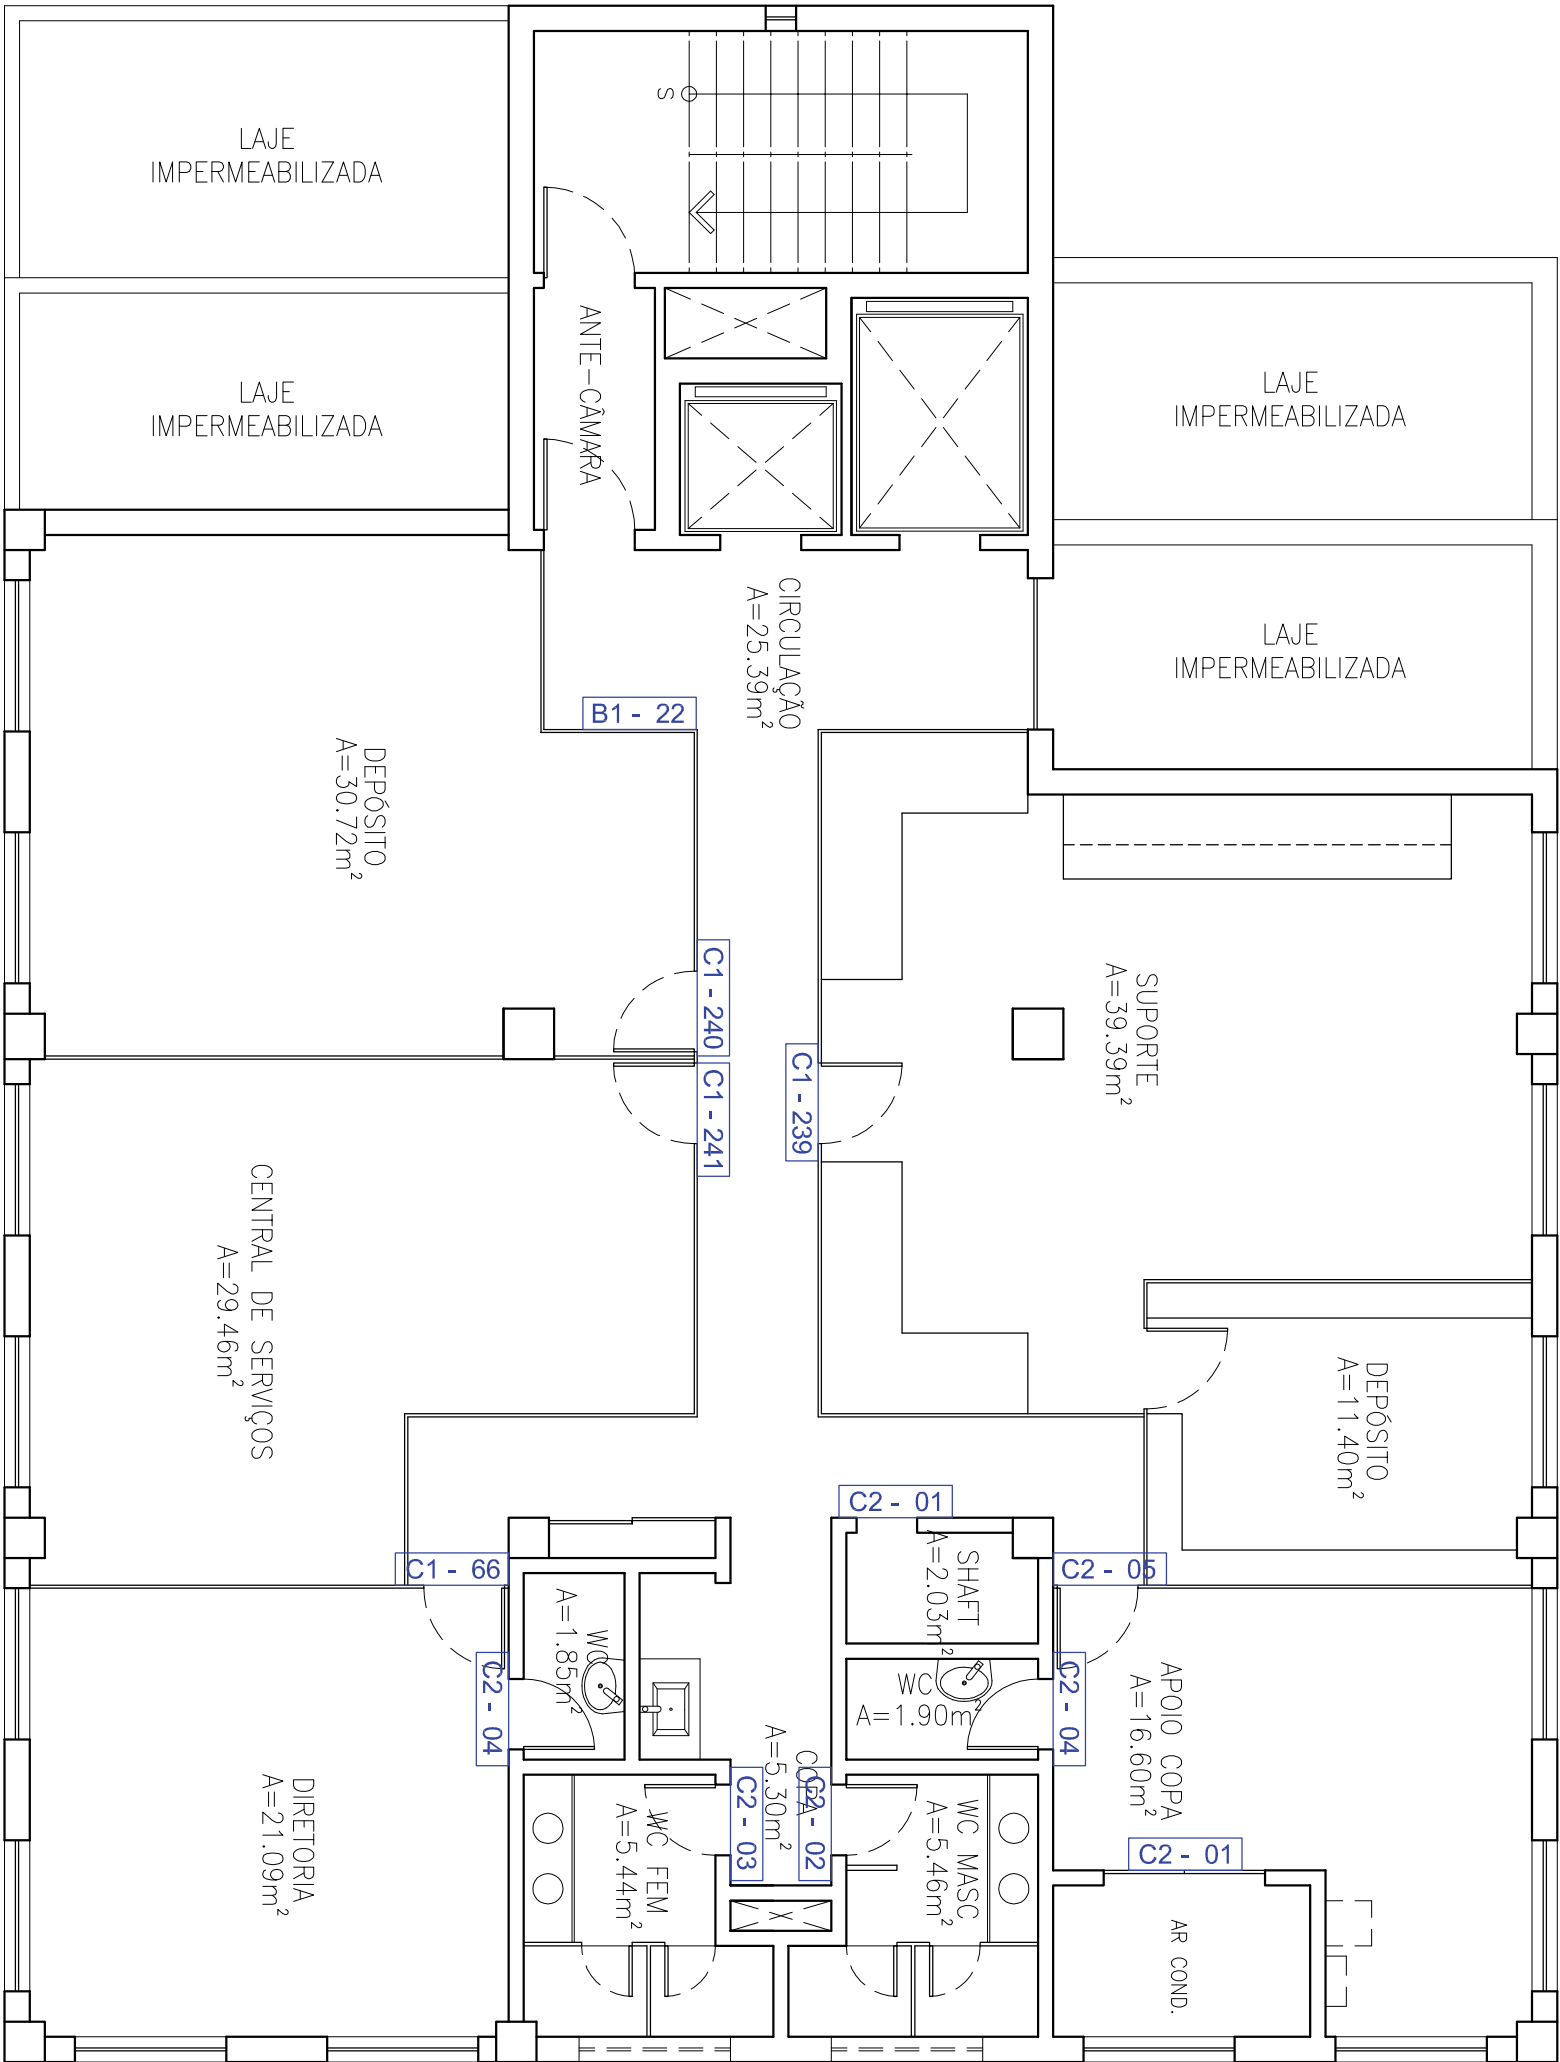 S
LAJE
IMPERMEABILIZADA
LAJE
IMPERMEABILIZADA
ANTE-CÂMARA
LAJE
IMPERMEABILIZADA
LAJE
IMPERMEABILIZADA
CIRCULAÇÃO
A=25.39m²
B1 - 22
DEPÓSITO
A=30.72m²
C1 - 240
C1 - 241
C1 - 239
SUPORTE
A=39.39m²
CENTRAL DE SERVIÇOS
A=29.46m²
DEPÓSITO
A=11.40m²
C2 - 01
C1 - 66
C2 - 05
SHAFT
A=2.03m²
WC
A=1.85m²
WC
A=1.90m²
C2 - 04
C2 - 04
APOIO COPA
A=16.60m²
COPA
A=5.30m²
C2 - 03
C2 - 02
WC FEM
A=5.44m²
WC MASC
A=5.46m²
DIRETORIA
A=21.09m²
C2 - 01
AR COND.